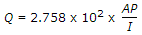 Q = 2.758 x 10² x AP/I